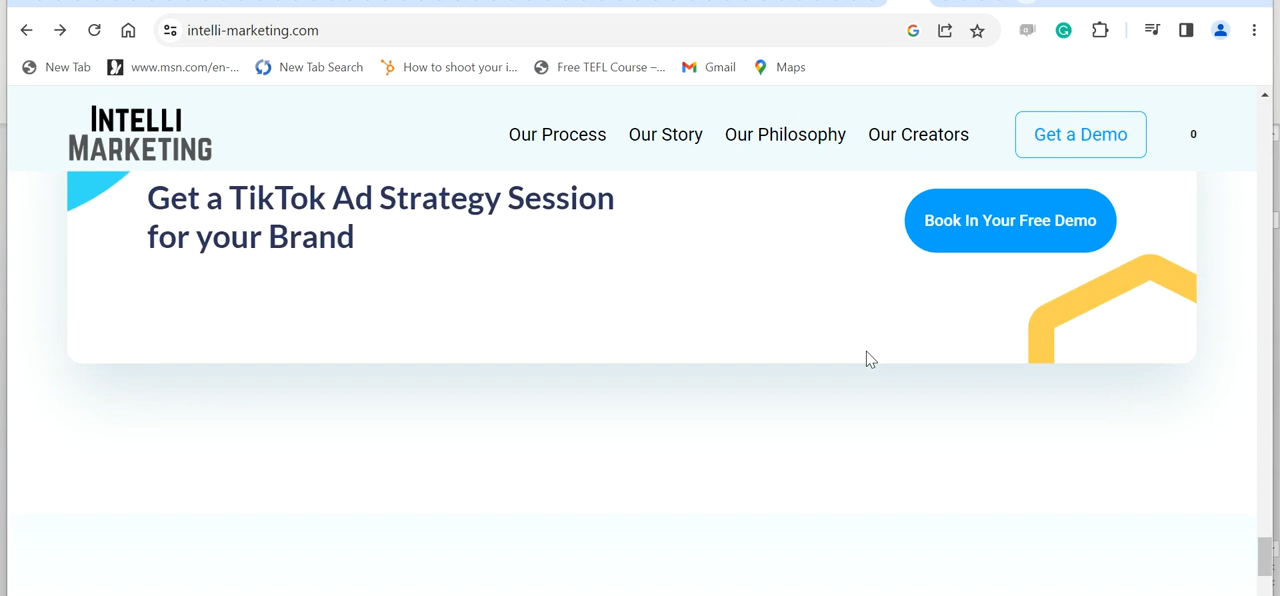 intelli-marketing.com
New Tab
www.msn.com/en-...
New Tab Search
How to shoot your i...
Free TEFL Course –...
Gmail
Maps
INTELLI
MARKETING
Our Process
Our Story
Our Philosophy
Our Creators
Get a Demo
0
Get a TikTok Ad Strategy Session
for your Brand
Book In Your Free Demo